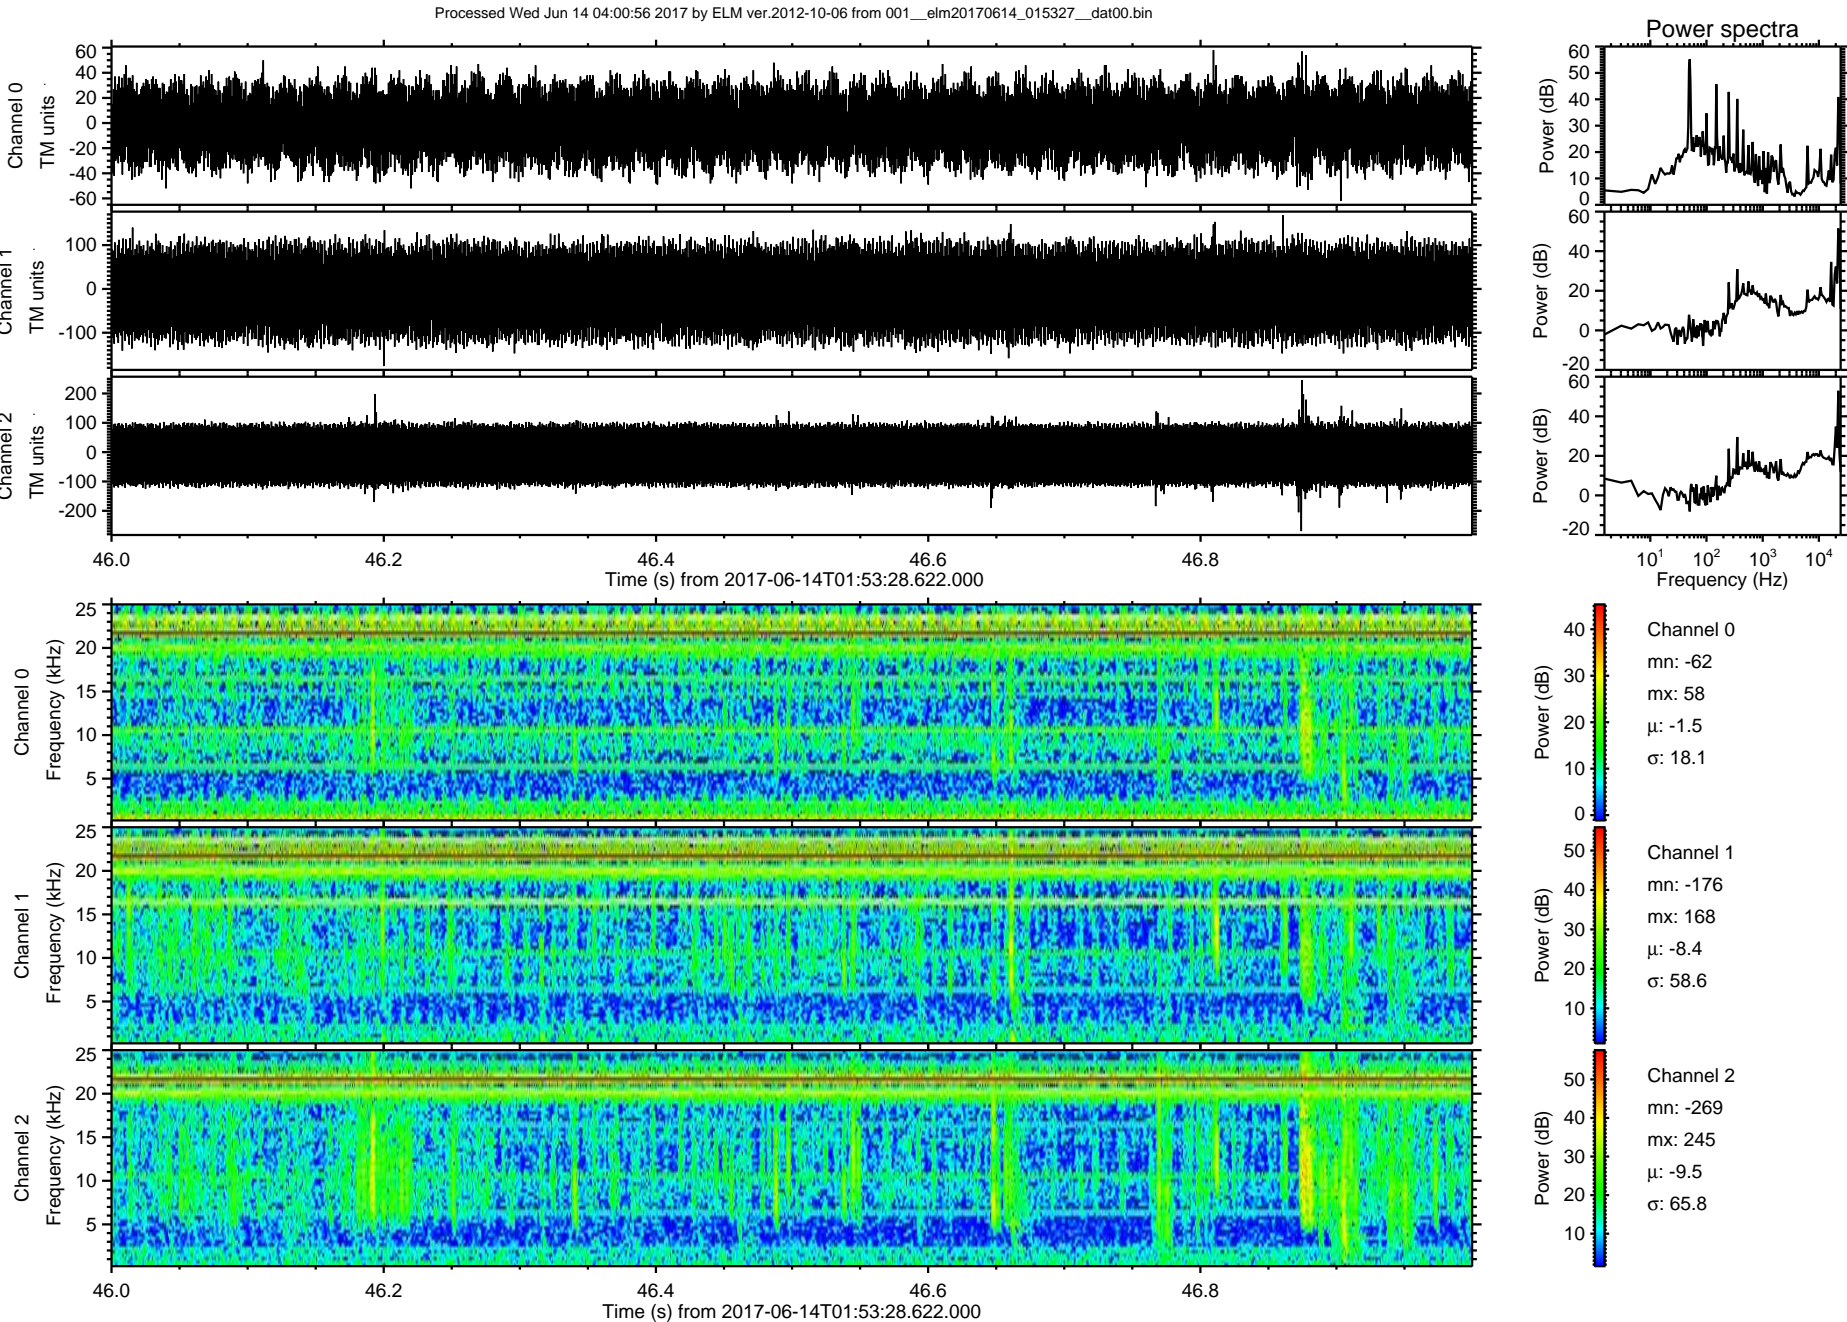 Processed Wed Jun 14 04:00:56 2017 by ELM ver.2012-10-06 from 001__elm20170614_015327__dat00.bin
Power spectra
Channel 0
TM units
60
40
20
0
-20
-40
-60
Power (dB)
60
50
40
30
20
10
0
Channel 1
TM units
100
0
-100
Power (dB)
60
40
20
0
-20
Channel 2
TM units
200
100
0
-100
-200
Power (dB)
60
40
20
0
-20
46.0 46.2 46.4 46.6 46.8
Time (s) from 2017-06-14T01:53:28.622.000
10^1 10^2 10^3 10^4
Frequency (Hz)
Channel 0
Frequency (kHz)
25
20
15
10
5
Power (dB)
40
30
20
10
0
Channel 0
mn: -62
mx: 58
μ: -1.5
σ: 18.1
Channel 1
Frequency (kHz)
25
20
15
10
5
Power (dB)
50
40
30
20
10
Channel 1
mn: -176
mx: 168
μ: -8.4
σ: 58.6
Channel 2
Frequency (kHz)
25
20
15
10
5
Power (dB)
50
40
30
20
10
Channel 2
mn: -269
mx: 245
μ: -9.5
σ: 65.8
46.0 46.2 46.4 46.6 46.8
Time (s) from 2017-06-14T01:53:28.622.000